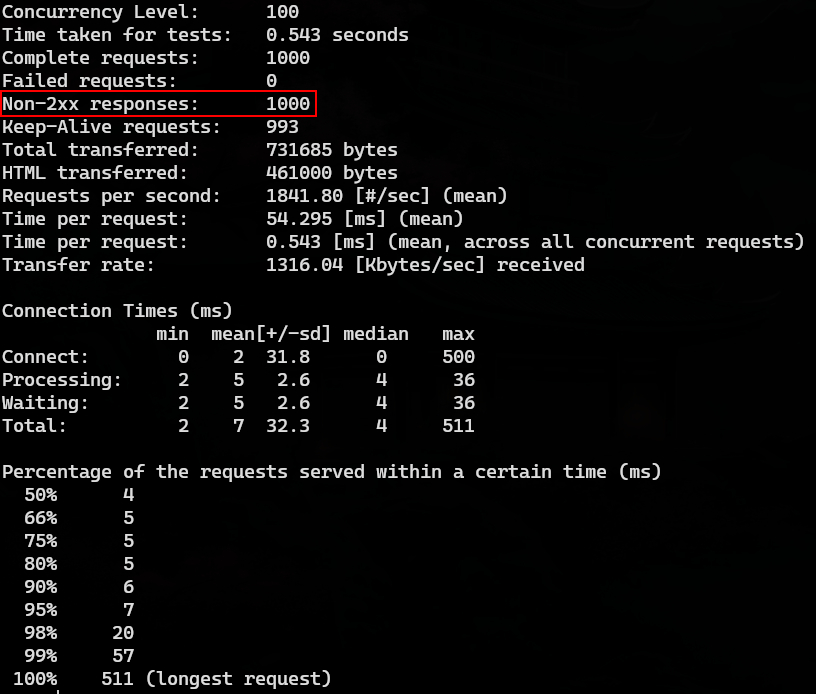 Concurrency Level:      100
Time taken for tests:   0.543 seconds
Complete requests:      1000
Failed requests:        0
Non-2xx responses:      1000
Keep-Alive requests:    993
Total transferred:      731685 bytes
HTML transferred:       461000 bytes
Requests per second:    1841.80 [#/sec] (mean)
Time per request:       54.295 [ms] (mean)
Time per request:       0.543 [ms] (mean, across all concurrent requests)
Transfer rate:          1316.04 [Kbytes/sec] received

Connection Times (ms)
              min  mean[+/-sd] median   max
Connect:        0    2  31.8      0     500
Processing:     2    5   2.6      4      36
Waiting:        2    5   2.6      4      36
Total:          2    7  32.3      4     511

Percentage of the requests served within a certain time (ms)
  50%      4
  66%      5
  75%      5
  80%      5
  90%      6
  95%      7
  98%     20
  99%     57
 100%    511 (longest request)